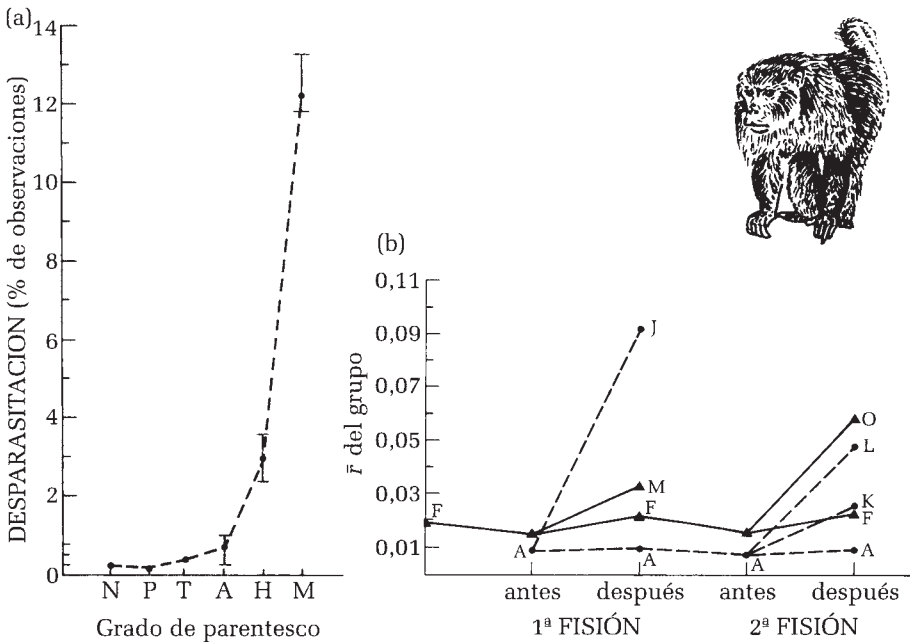 (a)
DESPARASITACION (% de observaciones)
14
12
10
8
6
4
2
0
N P T A H M
Grado de parentesco
(b)
r̄ del grupo
0,11
0,09
0,07
0,05
0,03
0,01
F
A
J
M
F
A
A
O
L
K
F
A
antes después antes después
1ª FISIÓN 2ª FISIÓN